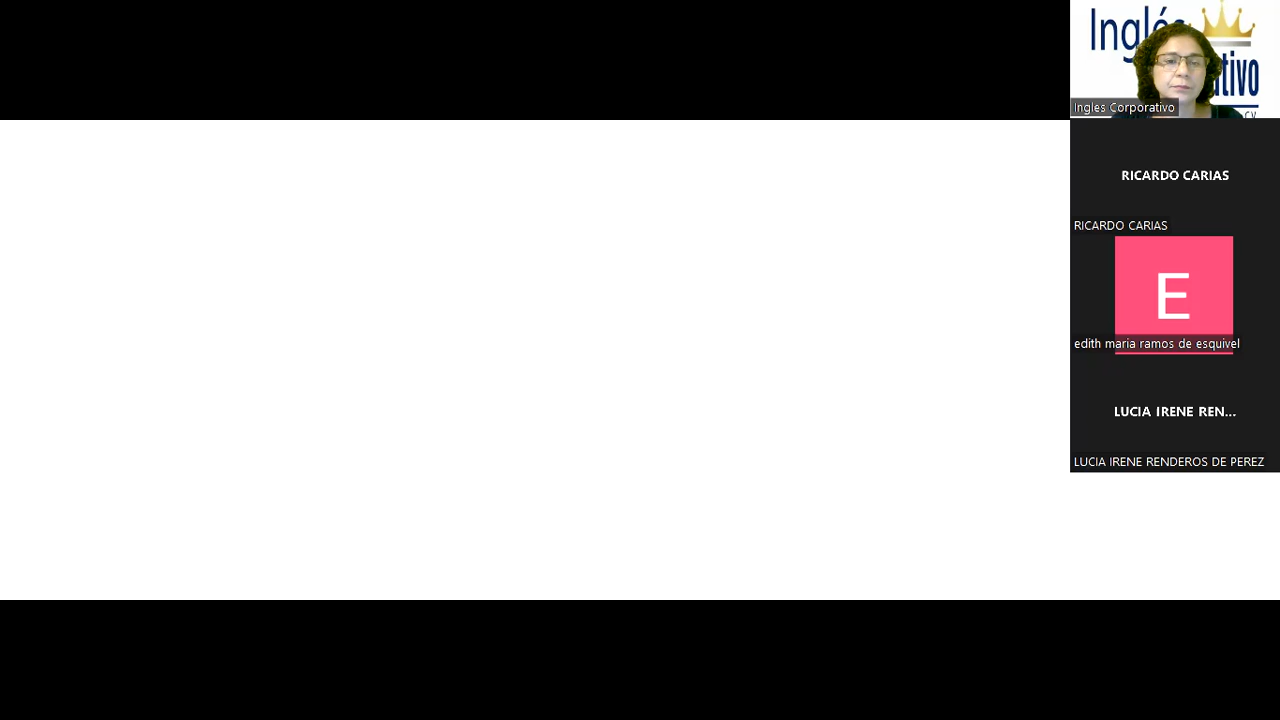 Inglés
tivo
Ingles Corporativo
RICARDO CARIAS
RICARDO CARIAS
E
edith maria ramos de esquivel
LUCIA IRENE REN...
LUCIA IRENE RENDEROS DE PEREZ